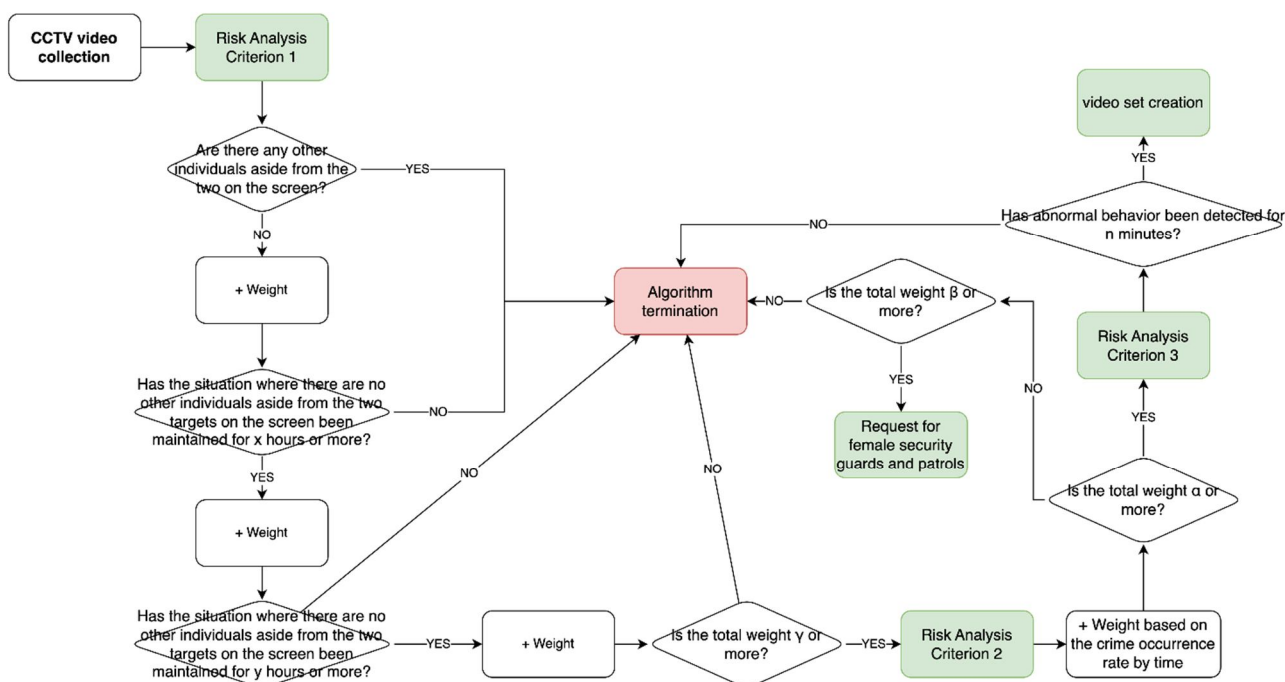 CCTV video
collection
Risk Analysis
Criterion 1
Are there any other
individuals aside from the
two on the screen?
YES
NO
+ Weight
Has the situation where there are no
other individuals aside from the two
targets on the screen been
maintained for x hours or more?
NO
YES
+ Weight
Has the situation where there are no
other individuals aside from the two
targets on the screen been
maintained for y hours or more?
NO
YES
+ Weight
Is the total weight γ or
more?
NO
YES
Risk Analysis
Criterion 2
+ Weight based on
the crime occurrence
rate by time
Is the total weight α or
more?
NO
YES
Risk Analysis
Criterion 3
Has abnormal behavior been detected for
n minutes?
NO
YES
video set creation
Is the total weight β or
more?
NO
YES
Request for
female security
guards and patrols
Algorithm
termination